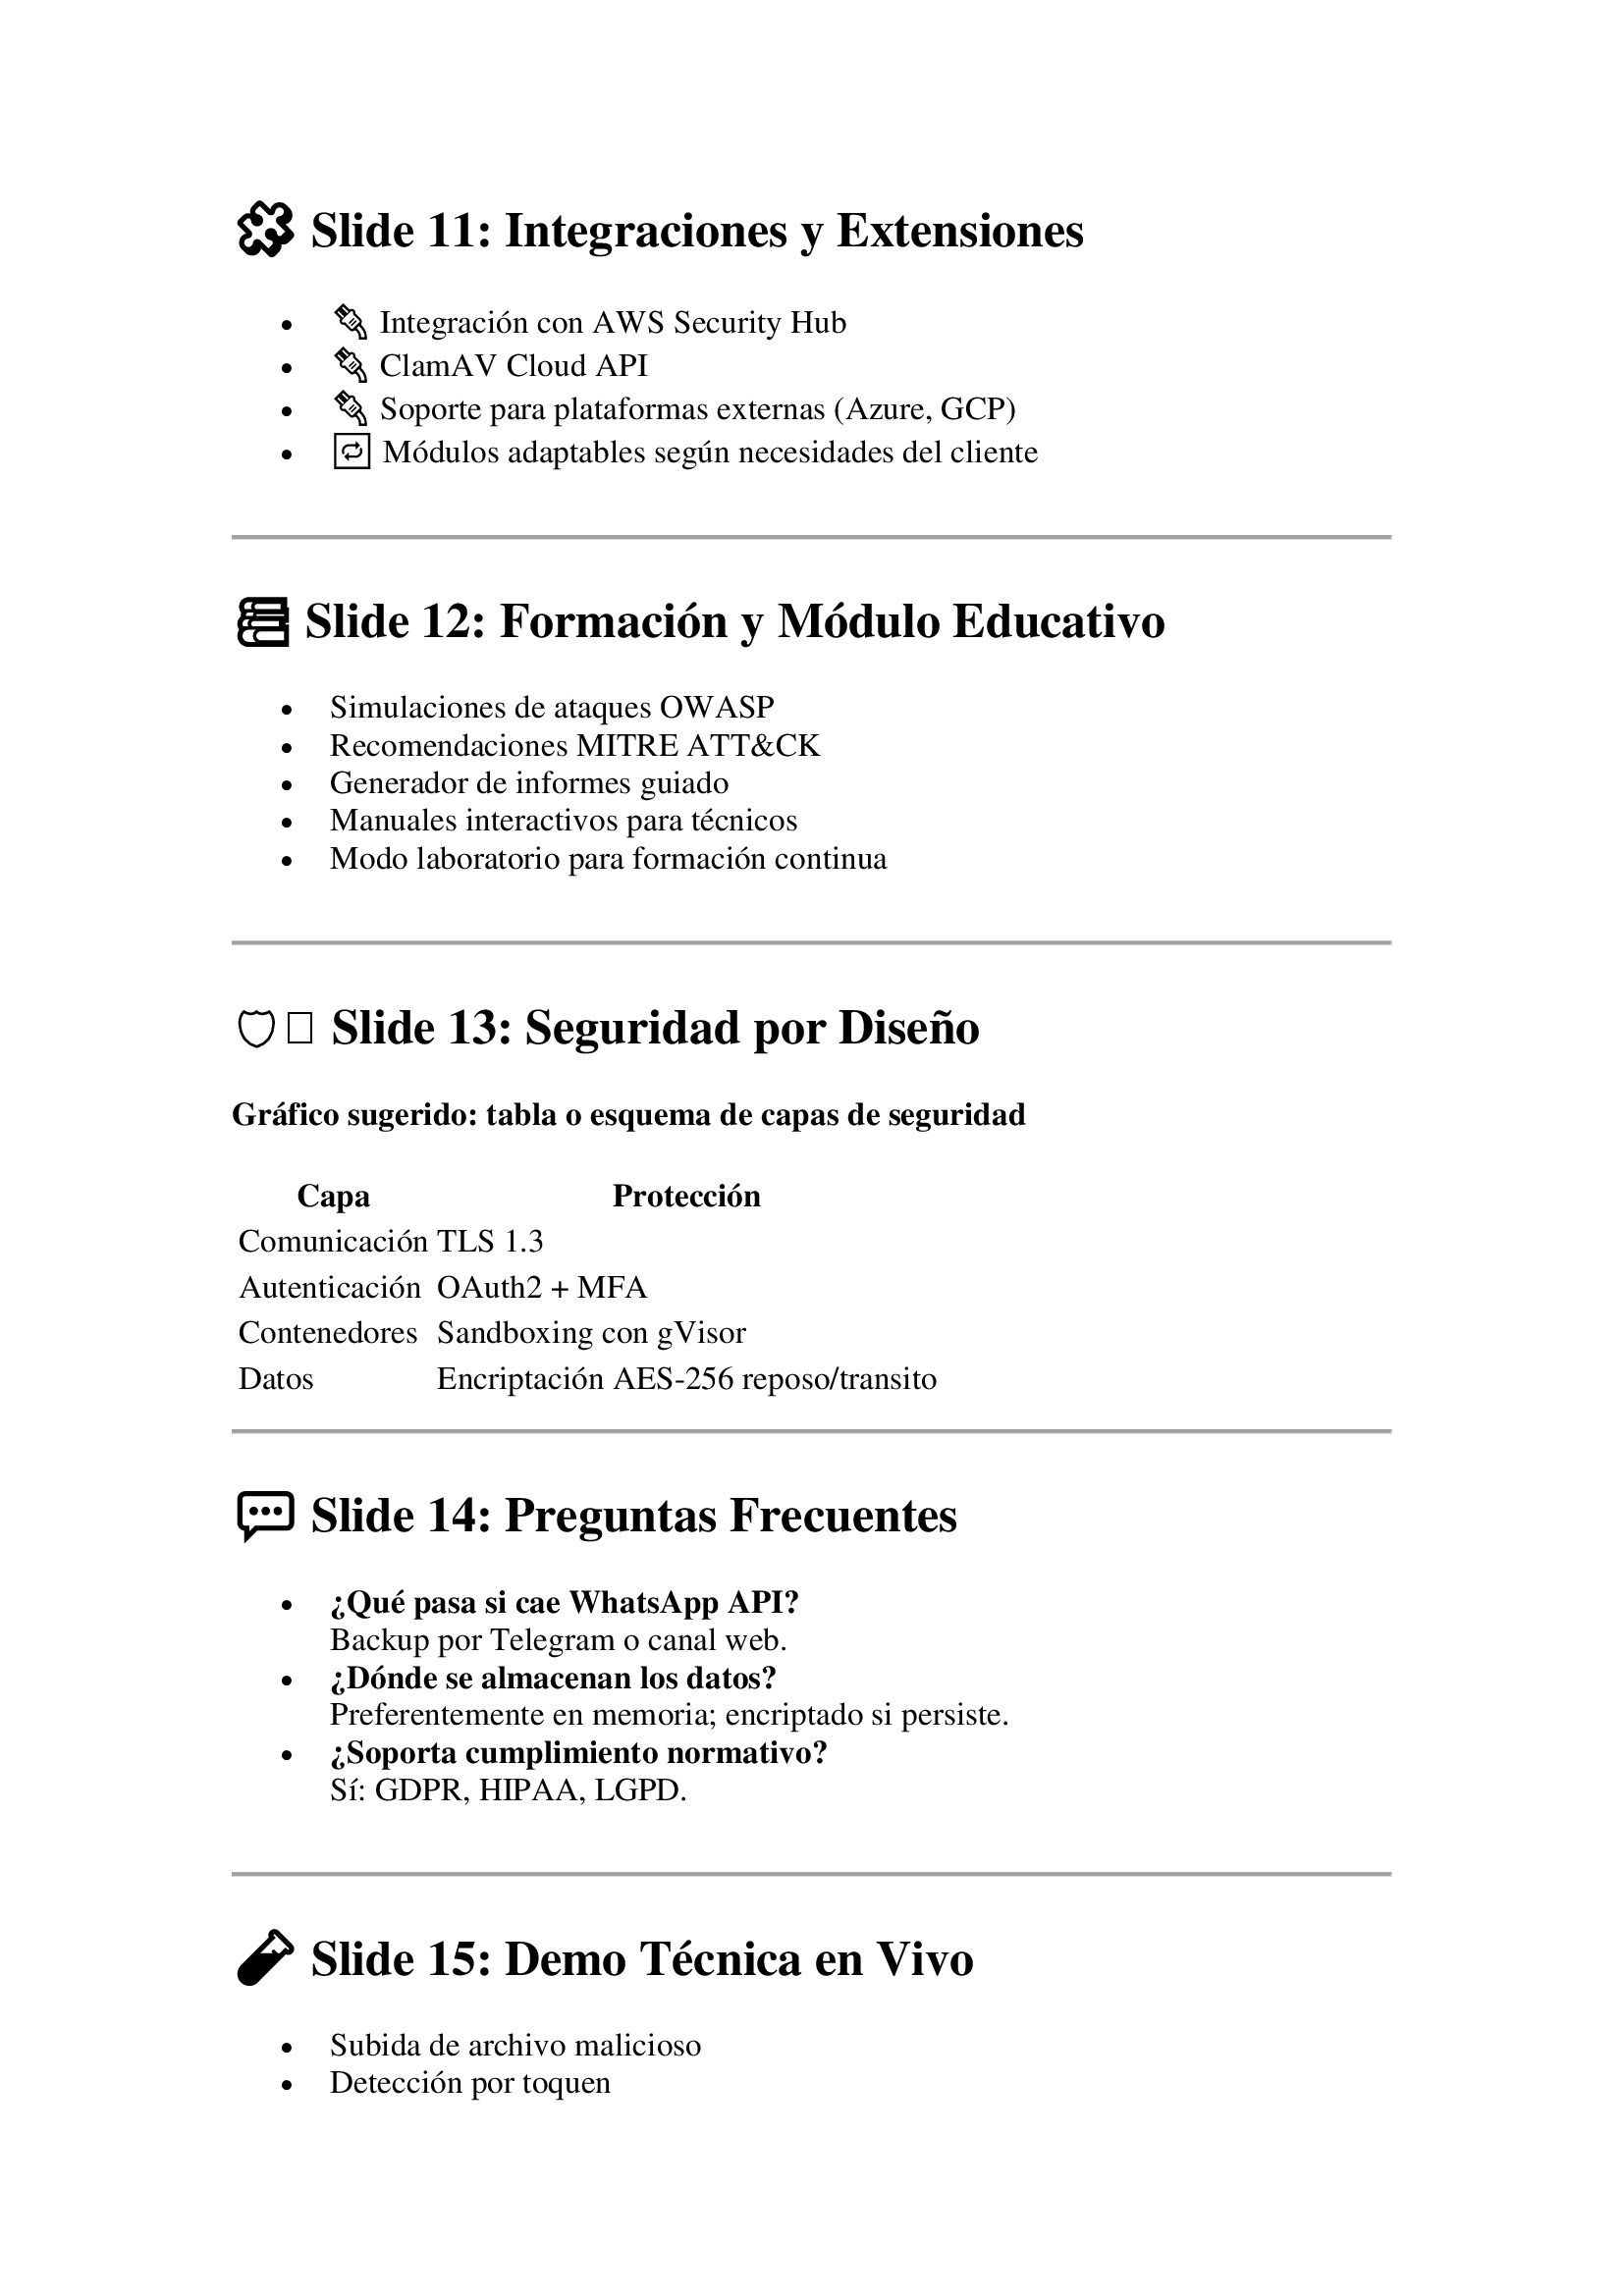 🧩 Slide 11: Integraciones y Extensiones
• 🔌 Integración con AWS Security Hub
• 🔌 ClamAV Cloud API
• 🔌 Soporte para plataformas externas (Azure, GCP)
• 🔁 Módulos adaptables según necesidades del cliente
📚 Slide 12: Formación y Módulo Educativo
• Simulaciones de ataques OWASP
• Recomendaciones MITRE ATT&CK
• Generador de informes guiado
• Manuales interactivos para técnicos
• Modo laboratorio para formación continua
🛡 Slide 13: Seguridad por Diseño
Gráfico sugerido: tabla o esquema de capas de seguridad
Capa Protección
Comunicación TLS 1.3
Autenticación OAuth2 + MFA
Contenedores Sandboxing con gVisor
Datos Encriptación AES-256 reposo/transito
💬 Slide 14: Preguntas Frecuentes
• ¿Qué pasa si cae WhatsApp API?
Backup por Telegram o canal web.
• ¿Dónde se almacenan los datos?
Preferentemente en memoria; encriptado si persiste.
• ¿Soporta cumplimiento normativo?
Sí: GDPR, HIPAA, LGPD.
🧪 Slide 15: Demo Técnica en Vivo
• Subida de archivo malicioso
• Detección por toquen